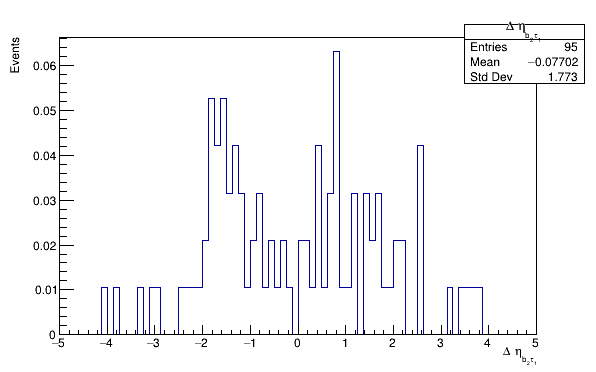 Δ η_{b₂τ₁}
Entries 95
Mean −0.07702
Std Dev 1.773
Events
0.06
0.05
0.04
0.03
0.02
0.01
0
−5 −4 −3 −2 −1 0 1 2 3 4 5
Δ η_{b₂τ₁}